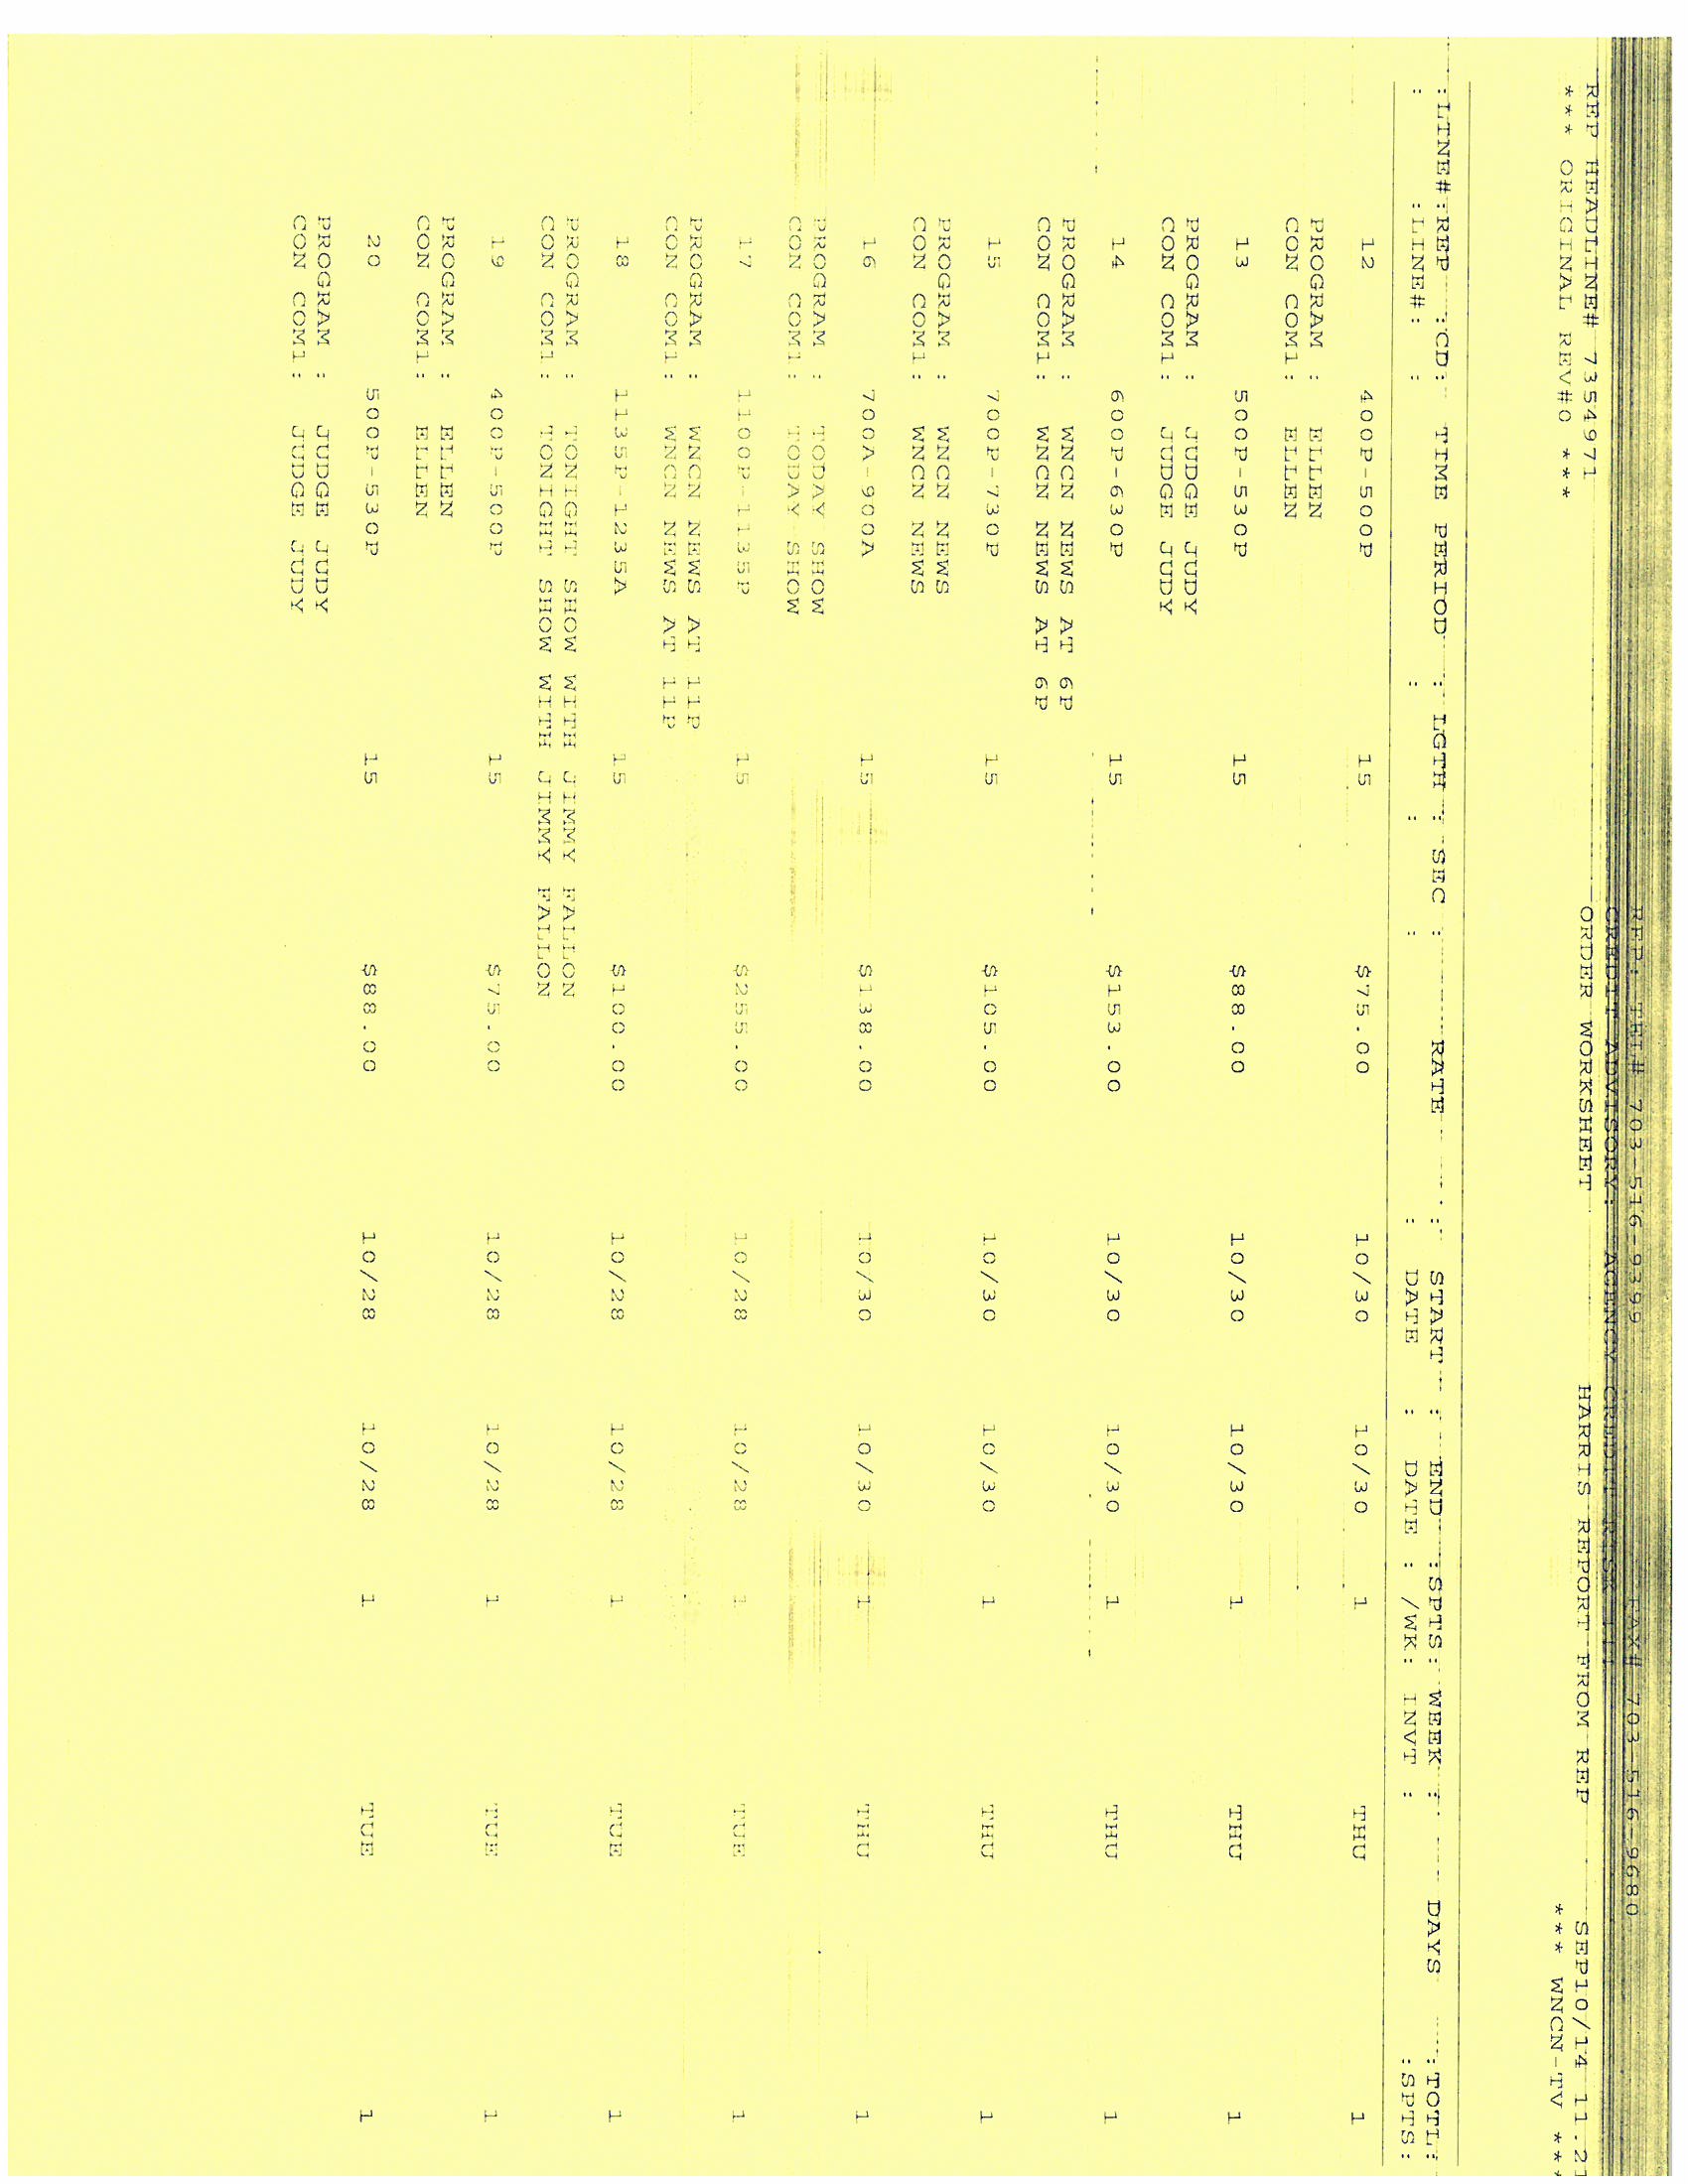 REP TEL# 703-516-9399 FAX# 703-516-9680
CREDIT ADVISORY: AGENCY CREDIT RISK
REP HEADLINE# 7354971 ORDER WORKSHEET HARRIS REPORT FROM REP SEP10/14 11.21
*** ORIGINAL REV#0 *** *** WNCN-TV ***
:LINE#:REP :CD: TIME PERIOD : LGTH : SEC : RATE : START : END :SPTS: WEEK : DAYS :TOTL:
: :LINE#: : : : : : DATE : DATE : /WK: INVT : :SPTS:
12 400P-500P 15 $75.00 10/30 10/30 1 THU 1
PROGRAM : ELLEN
CON COM1: ELLEN
13 500P-530P 15 $88.00 10/30 10/30 1 THU 1
PROGRAM : JUDGE JUDY
CON COM1: JUDGE JUDY
14 600P-630P 15 $153.00 10/30 10/30 1 THU 1
PROGRAM : WNCN NEWS AT 6P
CON COM1: WNCN NEWS AT 6P
15 700P-730P 15 $105.00 10/30 10/30 1 THU 1
PROGRAM : WNCN NEWS
CON COM1: WNCN NEWS
16 700A-900A 15 $138.00 10/30 10/30 1 THU 1
PROGRAM : TODAY SHOW
CON COM1: TODAY SHOW
17 1100P-1135P 15 $255.00 10/28 10/28 1 TUE 1
PROGRAM : WNCN NEWS AT 11P
CON COM1: WNCN NEWS AT 11P
18 1135P-1235A 15 $100.00 10/28 10/28 1 TUE 1
PROGRAM : TONIGHT SHOW WITH JIMMY FALLON
CON COM1: TONIGHT SHOW WITH JIMMY FALLON
19 400P-500P 15 $75.00 10/28 10/28 1 TUE 1
PROGRAM : ELLEN
CON COM1: ELLEN
20 500P-530P 15 $88.00 10/28 10/28 1 TUE 1
PROGRAM : JUDGE JUDY
CON COM1: JUDGE JUDY